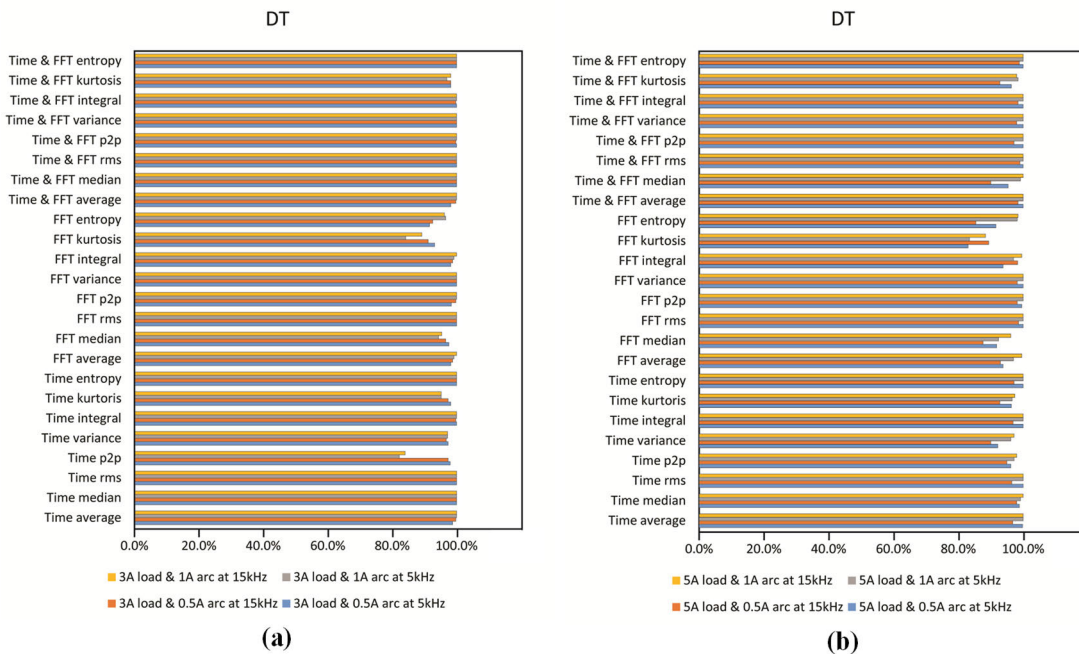 DT
Time & FFT entropy
Time & FFT kurtosis
Time & FFT integral
Time & FFT variance
Time & FFT p2p
Time & FFT rms
Time & FFT median
Time & FFT average
FFT entropy
FFT kurtosis
FFT integral
FFT variance
FFT p2p
FFT rms
FFT median
FFT average
Time entropy
Time kurtoris
Time integral
Time variance
Time p2p
Time rms
Time median
Time average
0.0% 20.0% 40.0% 60.0% 80.0% 100.0%
3A load & 1A arc at 15kHz 3A load & 1A arc at 5kHz
3A load & 0.5A arc at 15kHz 3A load & 0.5A arc at 5kHz
(a)
DT
Time & FFT entropy
Time & FFT kurtosis
Time & FFT integral
Time & FFT variance
Time & FFT p2p
Time & FFT rms
Time & FFT median
Time & FFT average
FFT entropy
FFT kurtosis
FFT integral
FFT variance
FFT p2p
FFT rms
FFT median
FFT average
Time entropy
Time kurtoris
Time integral
Time variance
Time p2p
Time rms
Time median
Time average
0.0% 20.0% 40.0% 60.0% 80.0% 100.0%
5A load & 1A arc at 15kHz 5A load & 1A arc at 5kHz
5A load & 0.5A arc at 15kHz 5A load & 0.5A arc at 5kHz
(b)